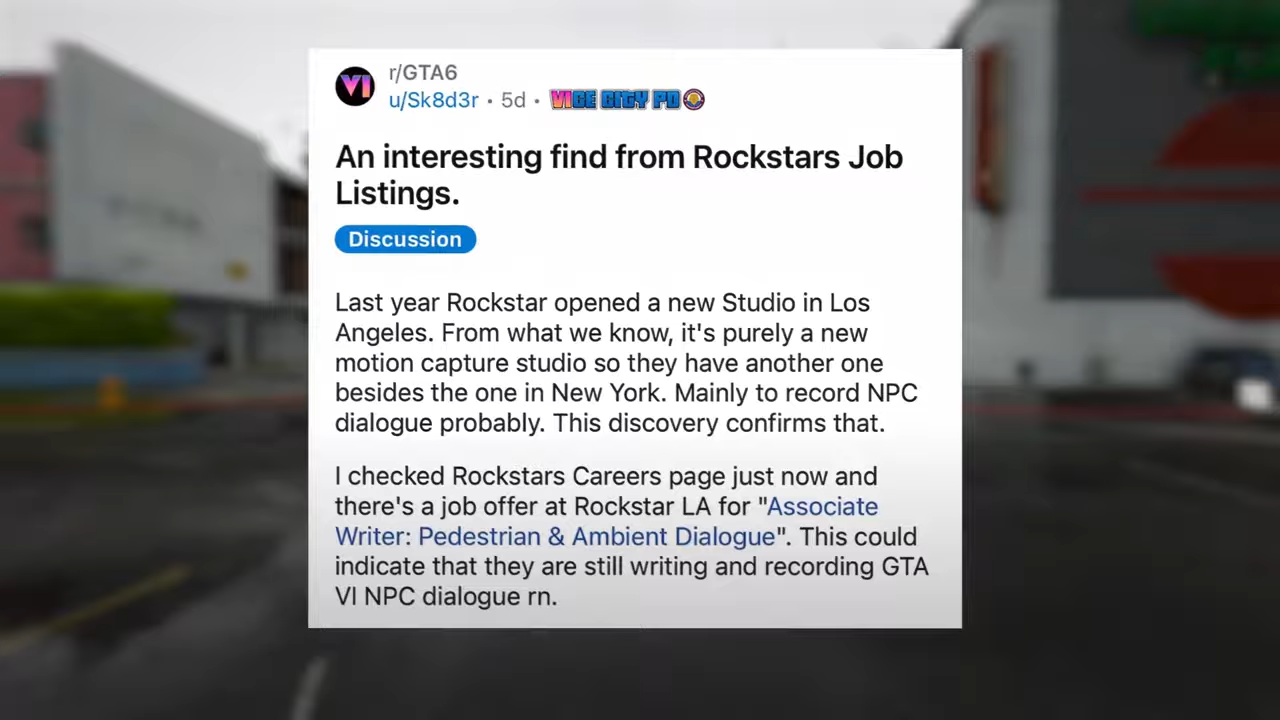 r/GTA6
u/Sk8d3r • 5d • VICE CITY PD
An interesting find from Rockstars Job
Listings.
Discussion
Last year Rockstar opened a new Studio in Los
Angeles. From what we know, it's purely a new
motion capture studio so they have another one
besides the one in New York. Mainly to record NPC
dialogue probably. This discovery confirms that.
I checked Rockstars Careers page just now and
there's a job offer at Rockstar LA for "Associate
Writer: Pedestrian & Ambient Dialogue". This could
indicate that they are still writing and recording GTA
VI NPC dialogue rn.